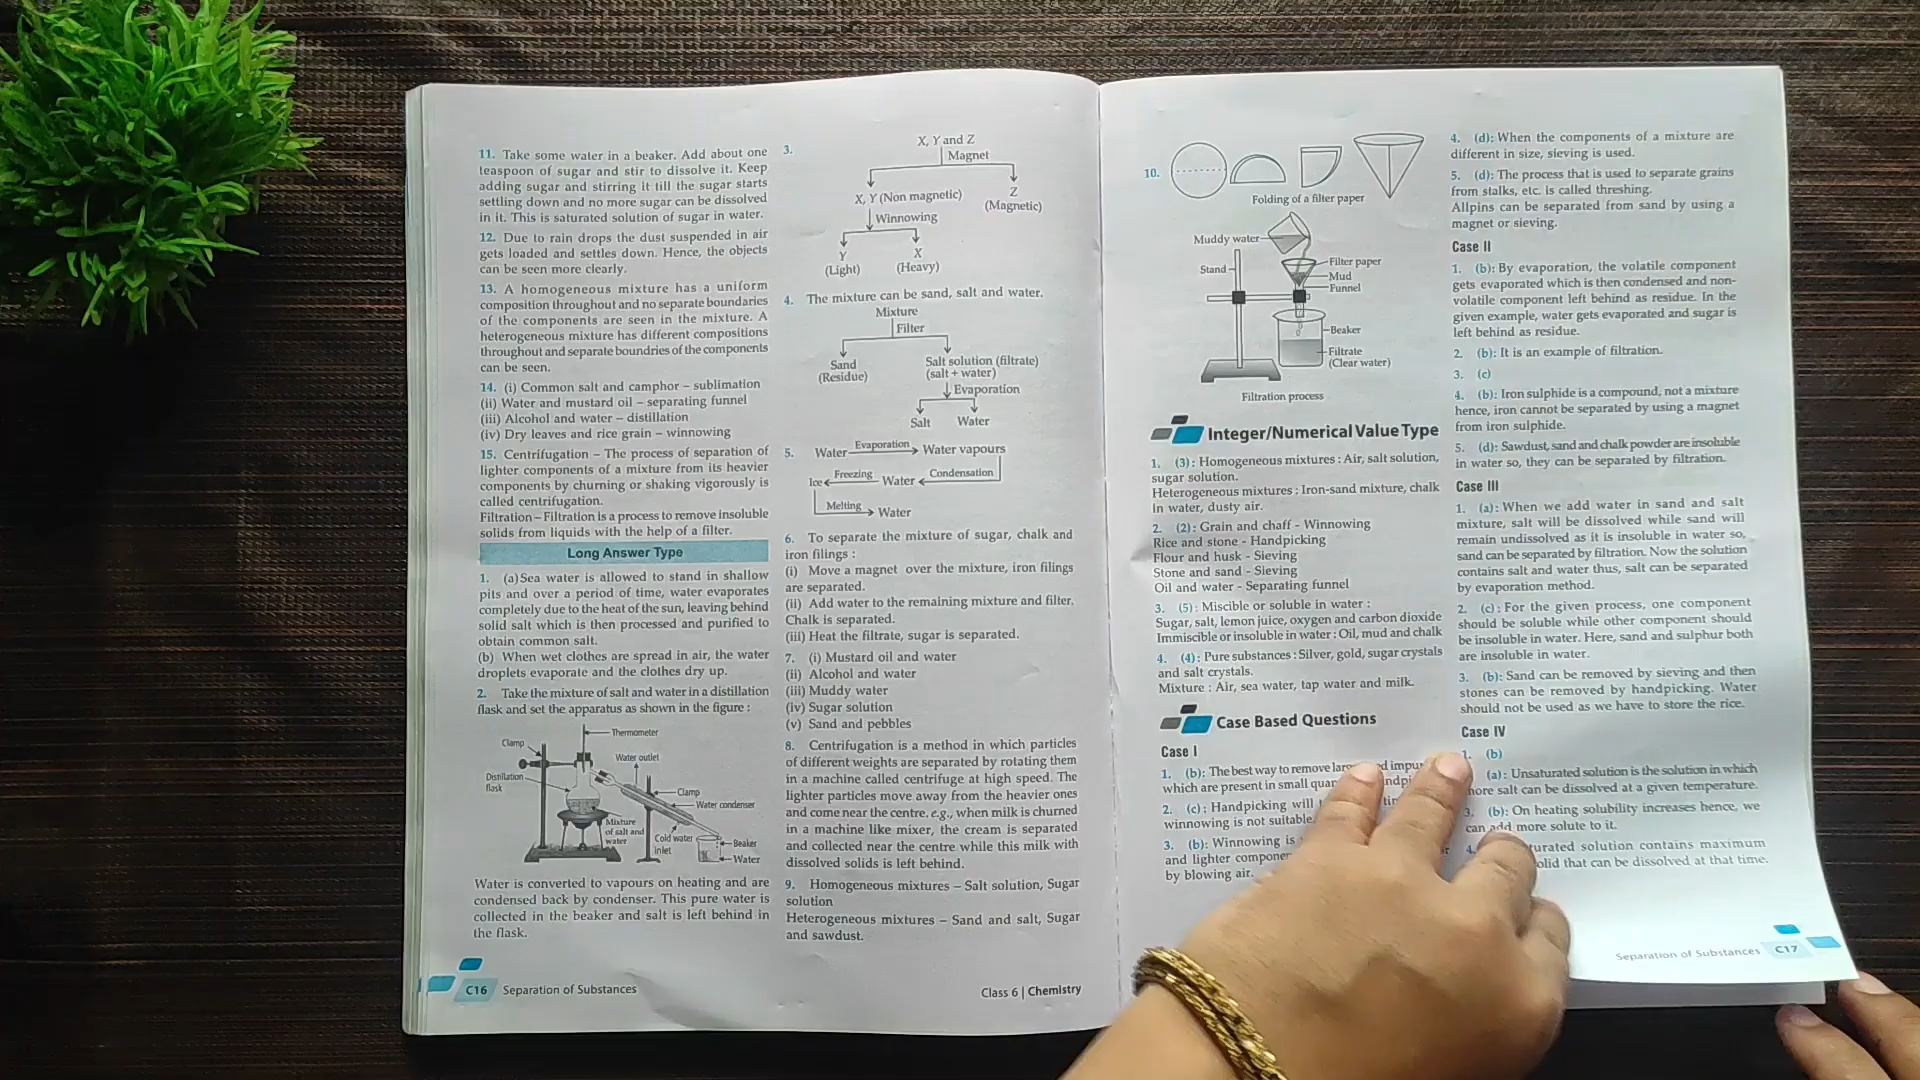 11. Take some water in a beaker. Add about one
teaspoon of sugar and stir to dissolve it. Keep
adding sugar and stirring it till the sugar starts
settling down and no more sugar can be dissolved
in it. This is saturated solution of sugar in water.
12. Due to rain drops the dust suspended in air
gets loaded and settles down. Hence, the objects
can be seen more clearly.
13. A homogeneous mixture has a uniform
composition throughout and no separate boundaries
of the components are seen in the mixture. A
heterogeneous mixture has different compositions
throughout and separate boundries of the components
can be seen.
14. (i) Common salt and camphor – sublimation
(ii) Water and mustard oil – separating funnel
(iii) Alcohol and water – distillation
(iv) Dry leaves and rice grain – winnowing
15. Centrifugation – The process of separation of
lighter components of a mixture from its heavier
components by churning or shaking vigorously is
called centrifugation.
Filtration – Filtration is a process to remove insoluble
solids from liquids with the help of a filter.
Long Answer Type
1. (a) Sea water is allowed to stand in shallow
pits and over a period of time, water evaporates
completely due to the heat of the sun, leaving behind
solid salt which is then processed and purified to
obtain common salt.
(b) When wet clothes are spread in air, the water
droplets evaporate and the clothes dry up.
2. Take the mixture of salt and water in a distillation
flask and set the apparatus as shown in the figure :
Thermometer
Clamp
Water outlet
Distillation
flask
Clamp
Water condenser
Mixture
of salt and
water
Cold water
inlet
Beaker
Water
Water is converted to vapours on heating and are
condensed back by condenser. This pure water is
collected in the beaker and salt is left behind in
the flask.
C16 Separation of Substances
3.
X, Y and Z
Magnet
X, Y (Non magnetic)
Z
(Magnetic)
Winnowing
Y
(Light)
X
(Heavy)
4. The mixture can be sand, salt and water.
Mixture
Filter
Sand
(Residue)
Salt solution (filtrate)
(salt + water)
Evaporation
Salt Water
5. Water Evaporation Water vapours
Ice Freezing Water Condensation
Melting Water
6. To separate the mixture of sugar, chalk and
iron filings :
(i) Move a magnet over the mixture, iron filings
are separated.
(ii) Add water to the remaining mixture and filter.
Chalk is separated.
(iii) Heat the filtrate, sugar is separated.
7. (i) Mustard oil and water
(ii) Alcohol and water
(iii) Muddy water
(iv) Sugar solution
(v) Sand and pebbles
8. Centrifugation is a method in which particles
of different weights are separated by rotating them
in a machine called centrifuge at high speed. The
lighter particles move away from the heavier ones
and come near the centre, e.g., when milk is churned
in a machine like mixer, the cream is separated
and collected near the centre while this milk with
dissolved solids is left behind.
9. Homogeneous mixtures – Salt solution, Sugar
solution
Heterogeneous mixtures – Sand and salt, Sugar
and sawdust.
Class 6 | Chemistry
10.
Folding of a filter paper
Muddy water
Stand
Filter paper
Mud
Funnel
Beaker
Filtrate
(Clear water)
Filtration process
Integer/Numerical Value Type
1. (3) : Homogeneous mixtures : Air, salt solution,
sugar solution.
Heterogeneous mixtures : Iron-sand mixture, chalk
in water, dusty air.
2. (2) : Grain and chaff - Winnowing
Rice and stone - Handpicking
Flour and husk - Sieving
Stone and sand - Sieving
Oil and water - Separating funnel
3. (5) : Miscible or soluble in water :
Sugar, salt, lemon juice, oxygen and carbon dioxide
Immiscible or insoluble in water : Oil, mud and chalk
4. (4) : Pure substances : Silver, gold, sugar crystals
and salt crystals.
Mixture : Air, sea water, tap water and milk.
Case Based Questions
Case I
1. (b): The best way to remove
which are present in small
2. (c) : Handpicking will
winnowing is not suitable.
3. (b): Winnowing is
and lighter
by blowing air.
4. (d): When the components of a mixture are
different in size, sieving is used.
5. (d): The process that is used to separate grains
from stalks, etc. is called threshing.
Allpins can be separated from sand by using a
magnet or sieving.
Case II
1. (b): By evaporation, the volatile component
gets evaporated which is then condensed and non-
volatile component left behind as residue. In the
given example, water gets evaporated and sugar is
left behind as residue.
2. (b): It is an example of filtration.
3. (c)
4. (b): Iron sulphide is a compound, not a mixture
hence, iron cannot be separated by using a magnet
from iron sulphide.
5. (d): Sawdust, sand and chalk powder are insoluble
in water so, they can be separated by filtration.
Case III
1. (a): When we add water in sand and salt
mixture, salt will be dissolved while sand will
remain undissolved as it is insoluble in water so,
sand can be separated by filtration. Now the solution
contains salt and water thus, salt can be separated
by evaporation method.
2. (c) : For the given process, one component
should be soluble while other component should
be insoluble in water. Here, sand and sulphur both
are insoluble in water.
3. (b): Sand can be removed by sieving and then
stones can be removed by handpicking. Water
should not be used as we have to store the rice.
Case IV
1. (b)
(a): Unsaturated solution is the solution in which
more salt can be dissolved at a given temperature.
3. (b): On heating solubility increases hence, we
can add more solute to it.
4. solution contains maximum
that can be dissolved at that time.
Separation of Substances C17